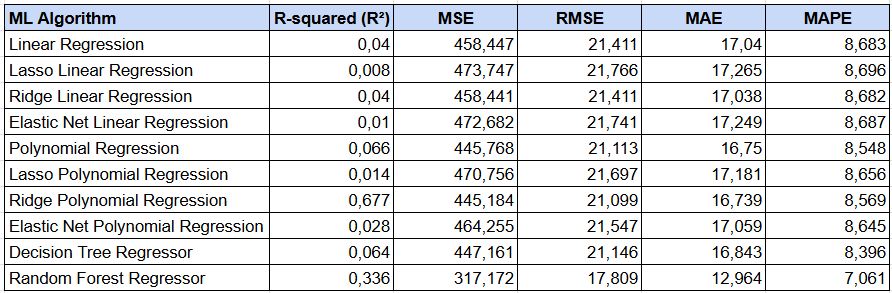 ML Algorithm R-squared (R²) MSE RMSE MAE MAPE
Linear Regression 0,04 458,447 21,411 17,04 8,683
Lasso Linear Regression 0,008 473,747 21,766 17,265 8,696
Ridge Linear Regression 0,04 458,441 21,411 17,038 8,682
Elastic Net Linear Regression 0,01 472,682 21,741 17,249 8,687
Polynomial Regression 0,066 445,768 21,113 16,75 8,548
Lasso Polynomial Regression 0,014 470,756 21,697 17,181 8,656
Ridge Polynomial Regression 0,677 445,184 21,099 16,739 8,569
Elastic Net Polynomial Regression 0,028 464,255 21,547 17,059 8,645
Decision Tree Regressor 0,064 447,161 21,146 16,843 8,396
Random Forest Regressor 0,336 317,172 17,809 12,964 7,061